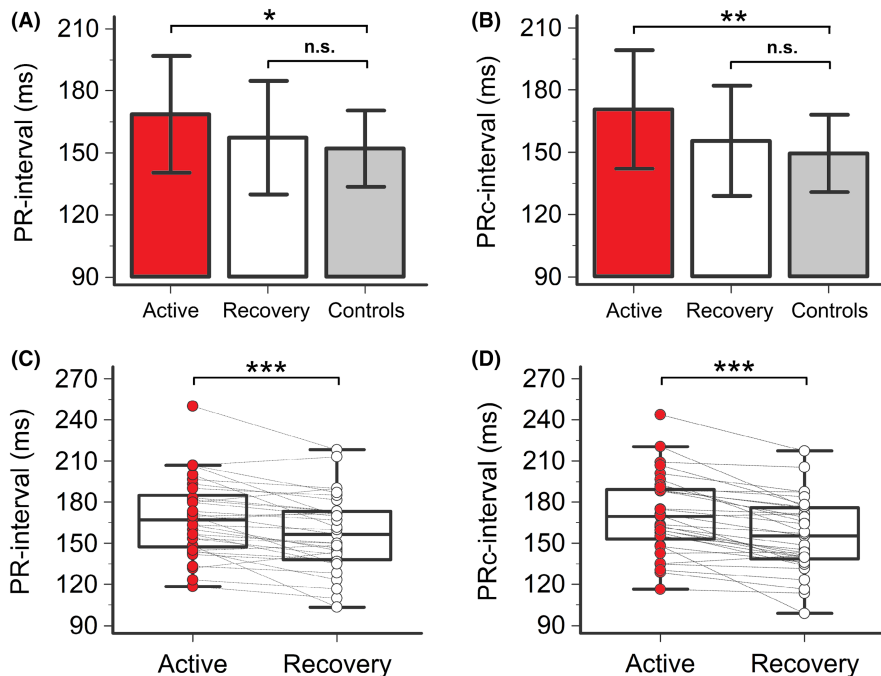 (A)
PR-interval (ms)
210
180
150
120
90
*
n.s.
Active Recovery Controls
(B)
PRc-interval (ms)
210
180
150
120
90
**
n.s.
Active Recovery Controls
(C)
PR-interval (ms)
270
240
210
180
150
120
90
***
Active Recovery
(D)
PRc-interval (ms)
270
240
210
180
150
120
90
***
Active Recovery